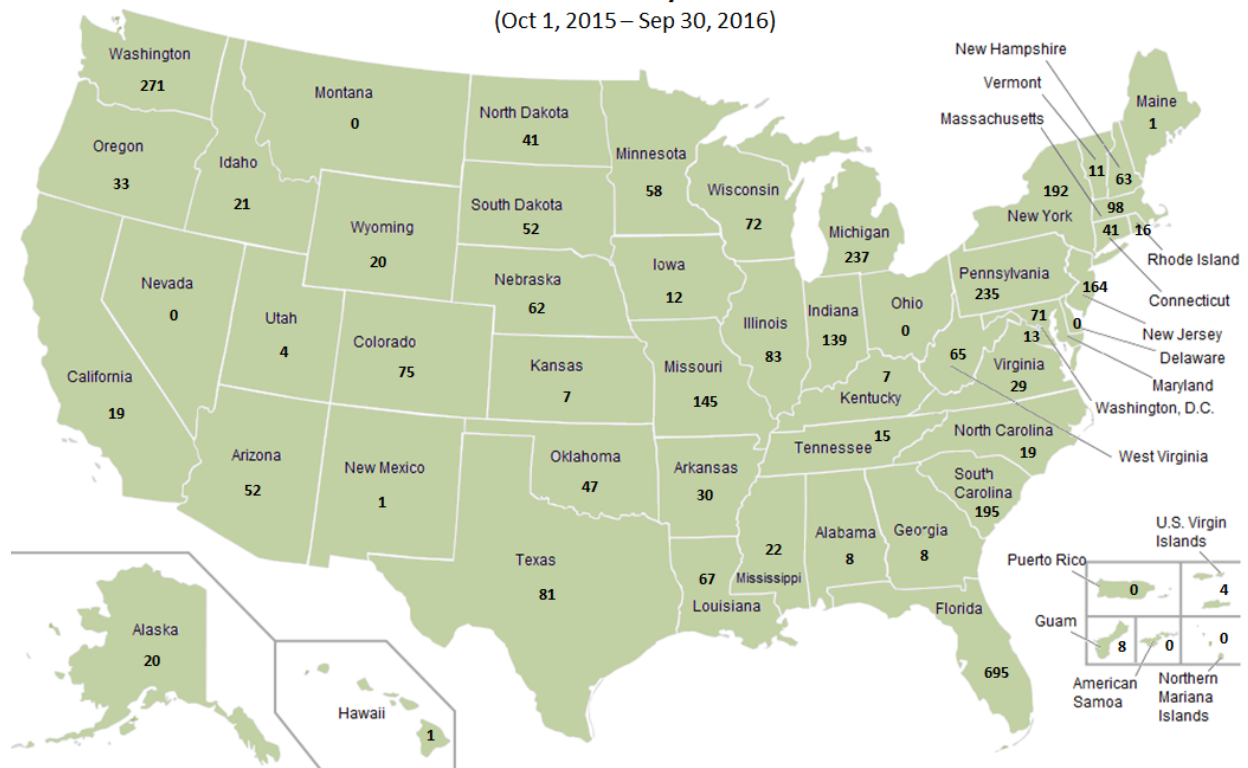 (Oct 1, 2015 – Sep 30, 2016)
Washington
271
Montana
0
North Dakota
41
Minnesota
58
New Hampshire
63
Vermont
11
Massachusetts
98
Maine
1
Oregon
33
Idaho
21
Wyoming
20
South Dakota
52
Wisconsin
72
Michigan
237
192
New York
41
16
Rhode Island
Connecticut
Nevada
0
Utah
4
Colorado
75
Nebraska
62
Iowa
12
Illinois
83
Indiana
139
Ohio
0
Pennsylvania
235
164
New Jersey
71
0
Delaware
13
Maryland
Washington, D.C.
California
19
Kansas
7
Missouri
145
7
Kentucky
65
West Virginia
Virginia
29
Arizona
52
New Mexico
1
Oklahoma
47
Arkansas
30
Tennessee
15
North Carolina
19
South
Carolina
195
Texas
81
67
Louisiana
22
Mississippi
Alabama
8
Georgia
8
Florida
695
Alaska
20
Hawaii
1
U.S. Virgin
Islands
4
Puerto Rico
0
Guam
8
0
American
Samoa
0
Northern
Mariana
Islands